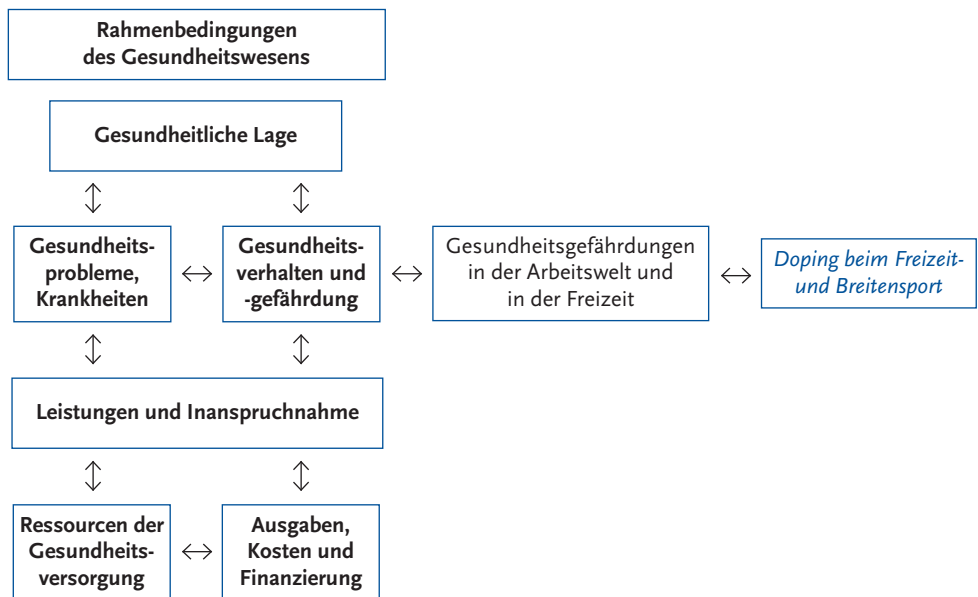 Rahmenbedingungen
des Gesundheitswesens
Gesundheitliche Lage
Gesundheits-
probleme,
Krankheiten
Gesundheits-
verhalten und
-gefährdung
Gesundheitsgefährdungen
in der Arbeitswelt und
in der Freizeit
Doping beim Freizeit-
und Breitensport
Leistungen und Inanspruchnahme
Ressourcen der
Gesundheits-
versorgung
Ausgaben,
Kosten und
Finanzierung